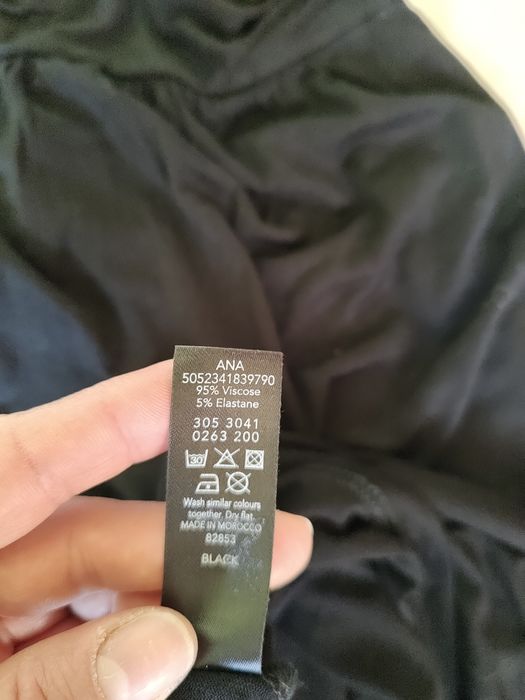 ANA
5052341839790
95% Viscose
5% Elastane
305 3041
0263 200
30
Wash similar colours
together. Dry flat.
MADE IN MOROCCO
82853
BLACK